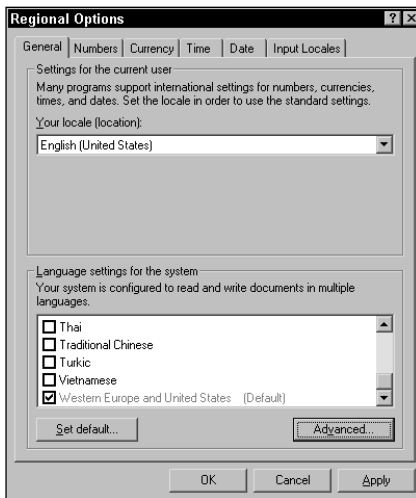 Regional Options
General Numbers Currency Time Date Input Locales
Settings for the current user
Many programs support international settings for numbers, currencies,
times, and dates. Set the locale in order to use the standard settings.
Your locale (location):
English (United States)
Language settings for the system
Your system is configured to read and write documents in multiple
languages.
Thai
Traditional Chinese
Turkic
Vietnamese
Western Europe and United States (Default)
Set default... Advanced...
OK Cancel Apply